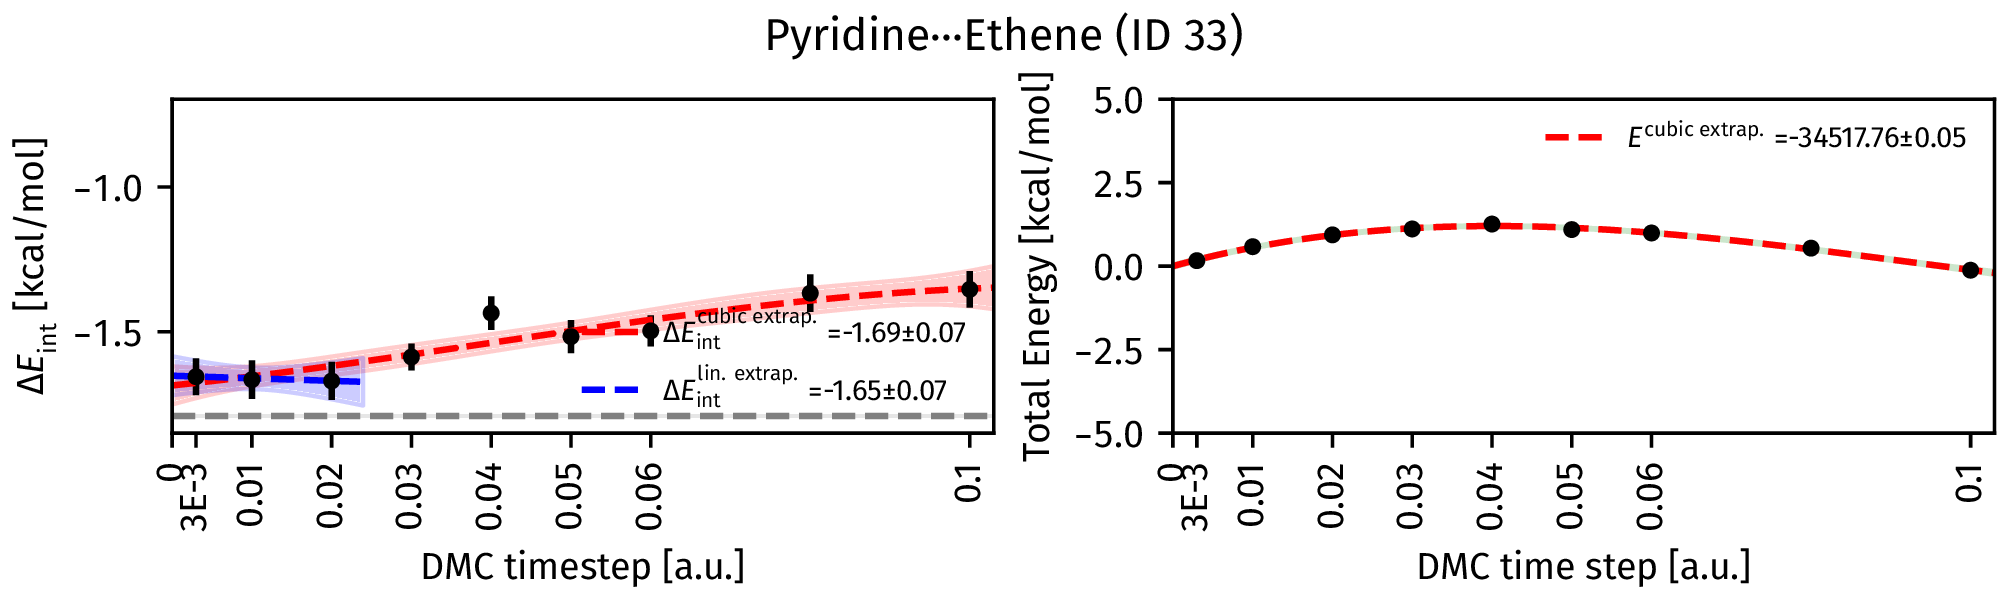 Pyridine···Ethene (ID 33)
ΔE_int [kcal/mol]
−1.0
−1.5
ΔE_int^cubic extrap. =-1.69±0.07
ΔE_int^lin. extrap. =-1.65±0.07
0
3E-3
0.01
0.02
0.03
0.04
0.05
0.06
0.1
DMC timestep [a.u.]
Total Energy [kcal/mol]
5.0
2.5
0.0
−2.5
−5.0
E^cubic extrap. =-34517.76±0.05
0
3E-3
0.01
0.02
0.03
0.04
0.05
0.06
0.1
DMC time step [a.u.]